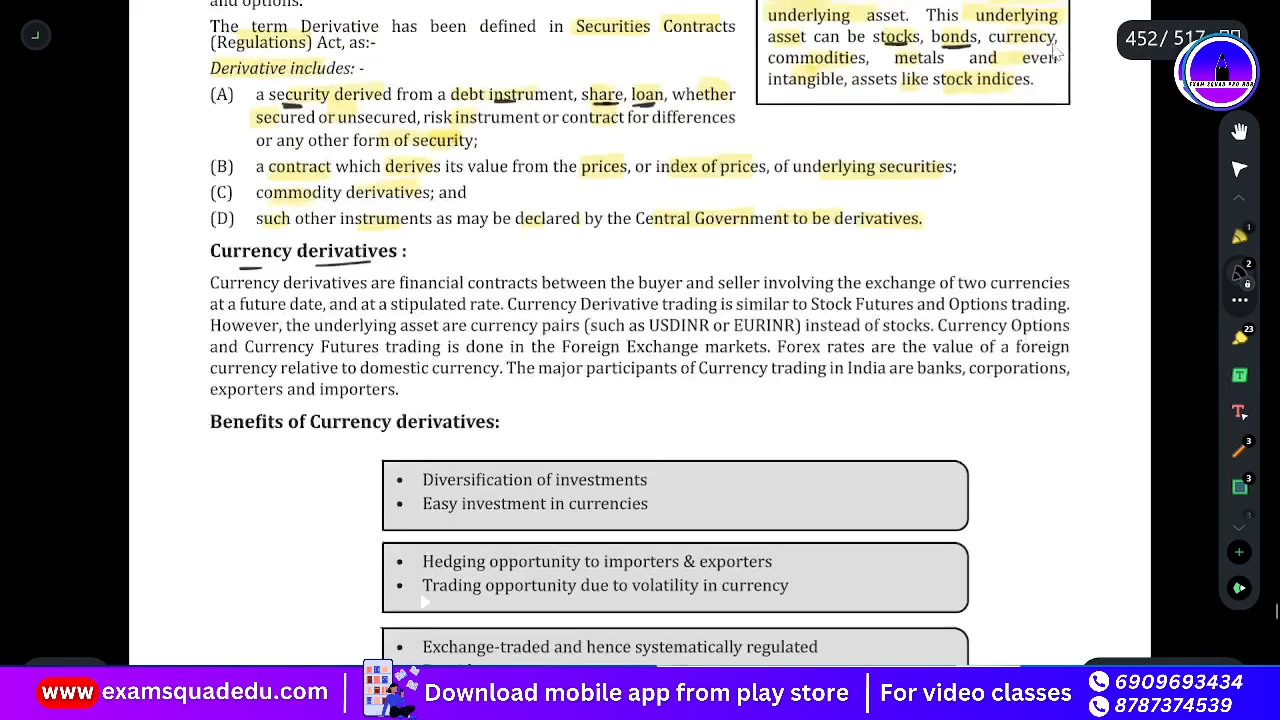 and options.
The term Derivative has been defined in Securities Contracts
(Regulations) Act, as:-
Derivative includes: -
(A) a security derived from a debt instrument, share, loan, whether
secured or unsecured, risk instrument or contract for differences
or any other form of security;
underlying asset. This underlying
asset can be stocks, bonds, currency,
commodities, metals and even
intangible, assets like stock indices.
(B) a contract which derives its value from the prices, or index of prices, of underlying securities;
(C) commodity derivatives; and
(D) such other instruments as may be declared by the Central Government to be derivatives.
Currency derivatives :
Currency derivatives are financial contracts between the buyer and seller involving the exchange of two currencies
at a future date, and at a stipulated rate. Currency Derivative trading is similar to Stock Futures and Options trading.
However, the underlying asset are currency pairs (such as USDINR or EURINR) instead of stocks. Currency Options
and Currency Futures trading is done in the Foreign Exchange markets. Forex rates are the value of a foreign
currency relative to domestic currency. The major participants of Currency trading in India are banks, corporations,
exporters and importers.
Benefits of Currency derivatives:
• Diversification of investments
• Easy investment in currencies
• Hedging opportunity to importers & exporters
• Trading opportunity due to volatility in currency
• Exchange-traded and hence systematically regulated
452/ 517
EXAM SQUAD PRO HUB
1
2
23
T
T
3
3
3
www.examsquadedu.com
Download mobile app from play store
For video classes
6909693434
8787374539